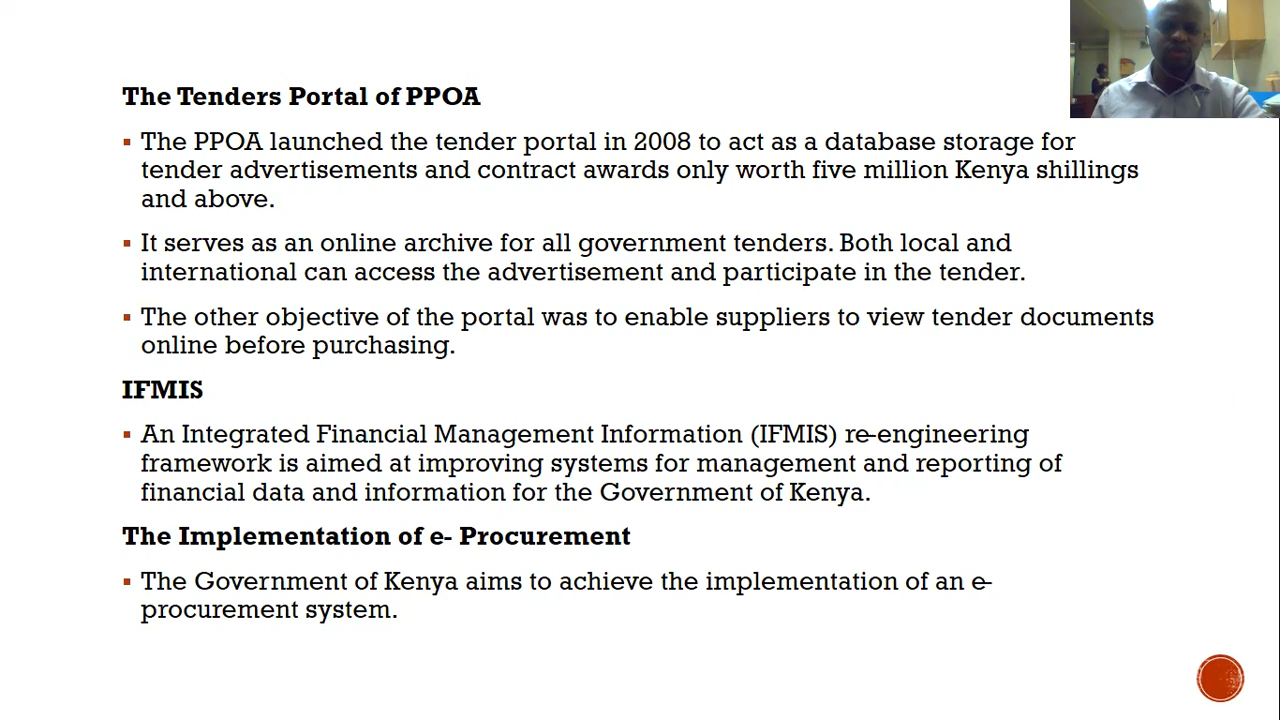 The Tenders Portal of PPOA
The PPOA launched the tender portal in 2008 to act as a database storage for
tender advertisements and contract awards only worth five million Kenya shillings
and above.
It serves as an online archive for all government tenders. Both local and
international can access the advertisement and participate in the tender.
The other objective of the portal was to enable suppliers to view tender documents
online before purchasing.
IFMIS
An Integrated Financial Management Information (IFMIS) re-engineering
framework is aimed at improving systems for management and reporting of
financial data and information for the Government of Kenya.
The Implementation of e- Procurement
The Government of Kenya aims to achieve the implementation of an e-
procurement system.